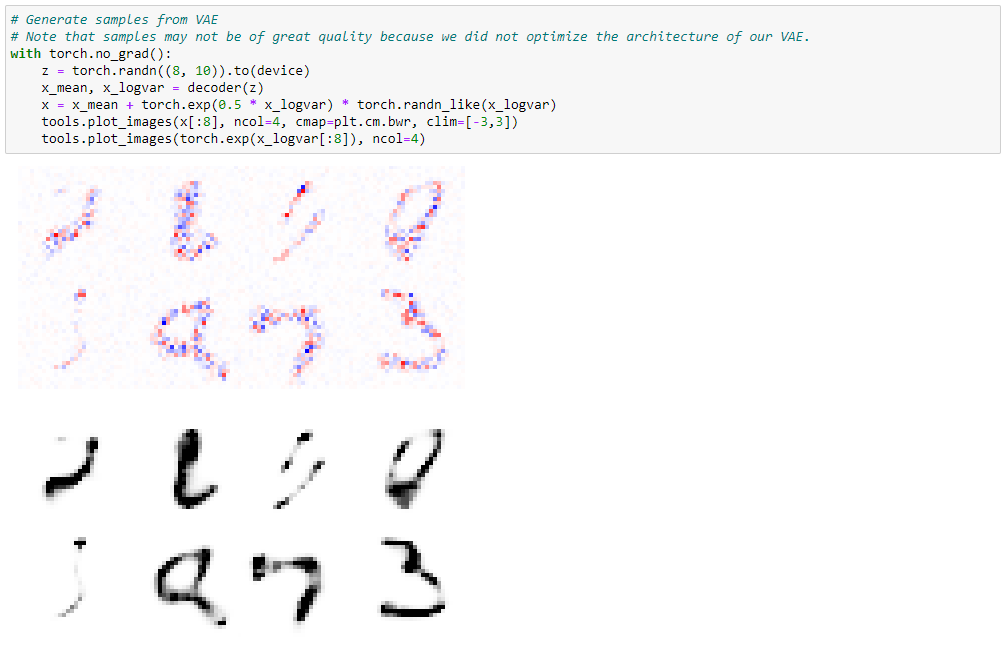 # Generate samples from VAE
# Note that samples may not be of great quality because we did not optimize the architecture of our VAE.
with torch.no_grad():
    z = torch.randn((8, 10)).to(device)
    x_mean, x_logvar = decoder(z)
    x = x_mean + torch.exp(0.5 * x_logvar) * torch.randn_like(x_logvar)
    tools.plot_images(x[:8], ncol=4, cmap=plt.cm.bwr, clim=[-3,3])
    tools.plot_images(torch.exp(x_logvar[:8]), ncol=4)